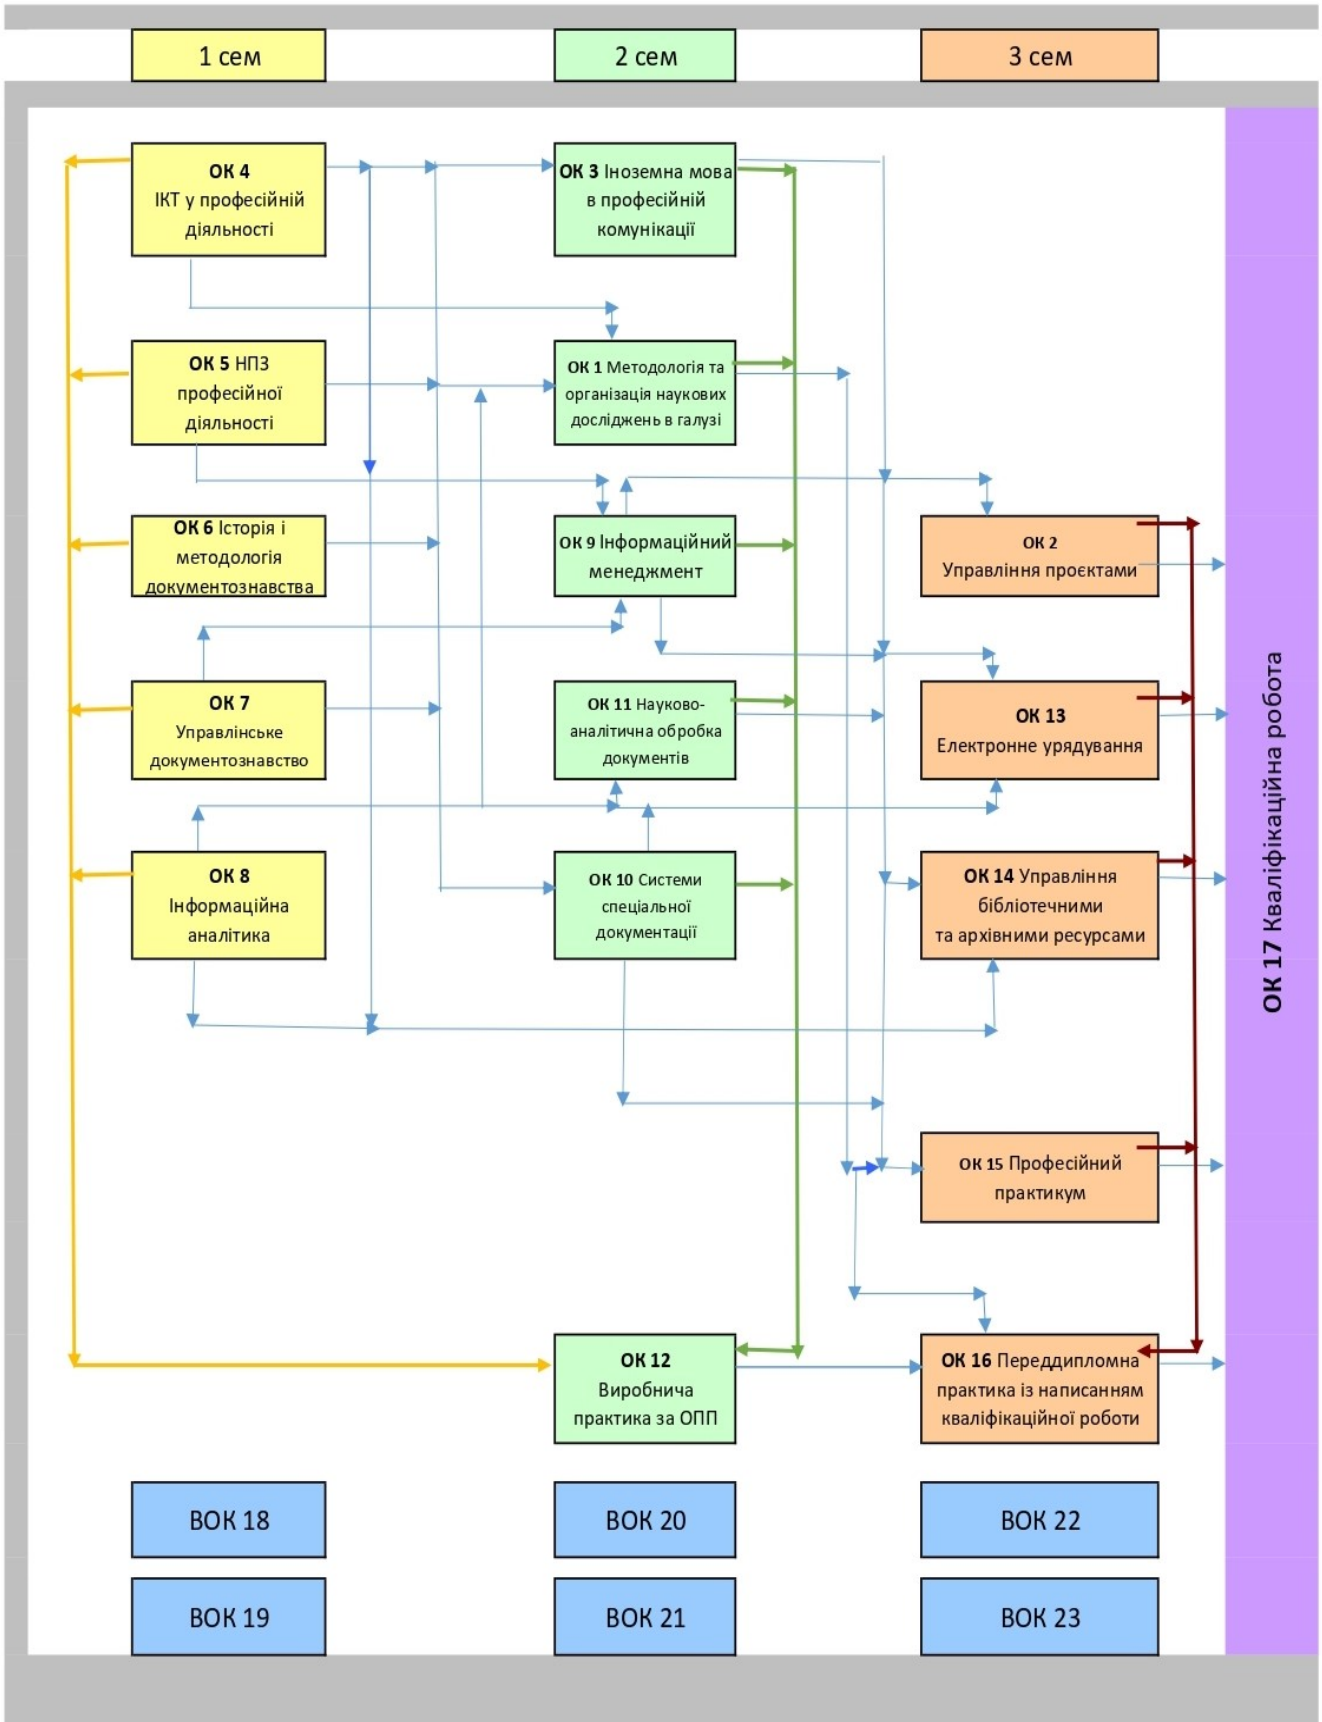 1 сем
2 сем
3 сем
ОК 4
ІКТ у професійній
діяльності
ОК 3 Іноземна мова
в професійній
комунікації
ОК 5 НПЗ
професійної
діяльності
ОК 1 Методологія та
організація наукових
досліджень в галузі
ОК 6 Історія і
методологія
документознавства
ОК 9 Інформаційний
менеджмент
ОК 2
Управління проєктами
ОК 7
Управлінське
документознавство
ОК 11 Науково-
аналітична обробка
документів
ОК 13
Електронне урядування
ОК 8
Інформаційна
аналітика
ОК 10 Системи
спеціальної
документації
ОК 14 Управління
бібліотечними
та архівними ресурсами
ОК 15 Професійний
практикум
ОК 12
Виробнича
практика за ОПП
ОК 16 Переддипломна
практика із написанням
кваліфікаційної роботи
ОК 17 Кваліфікаційна робота
ВОК 18
ВОК 20
ВОК 22
ВОК 19
ВОК 21
ВОК 23